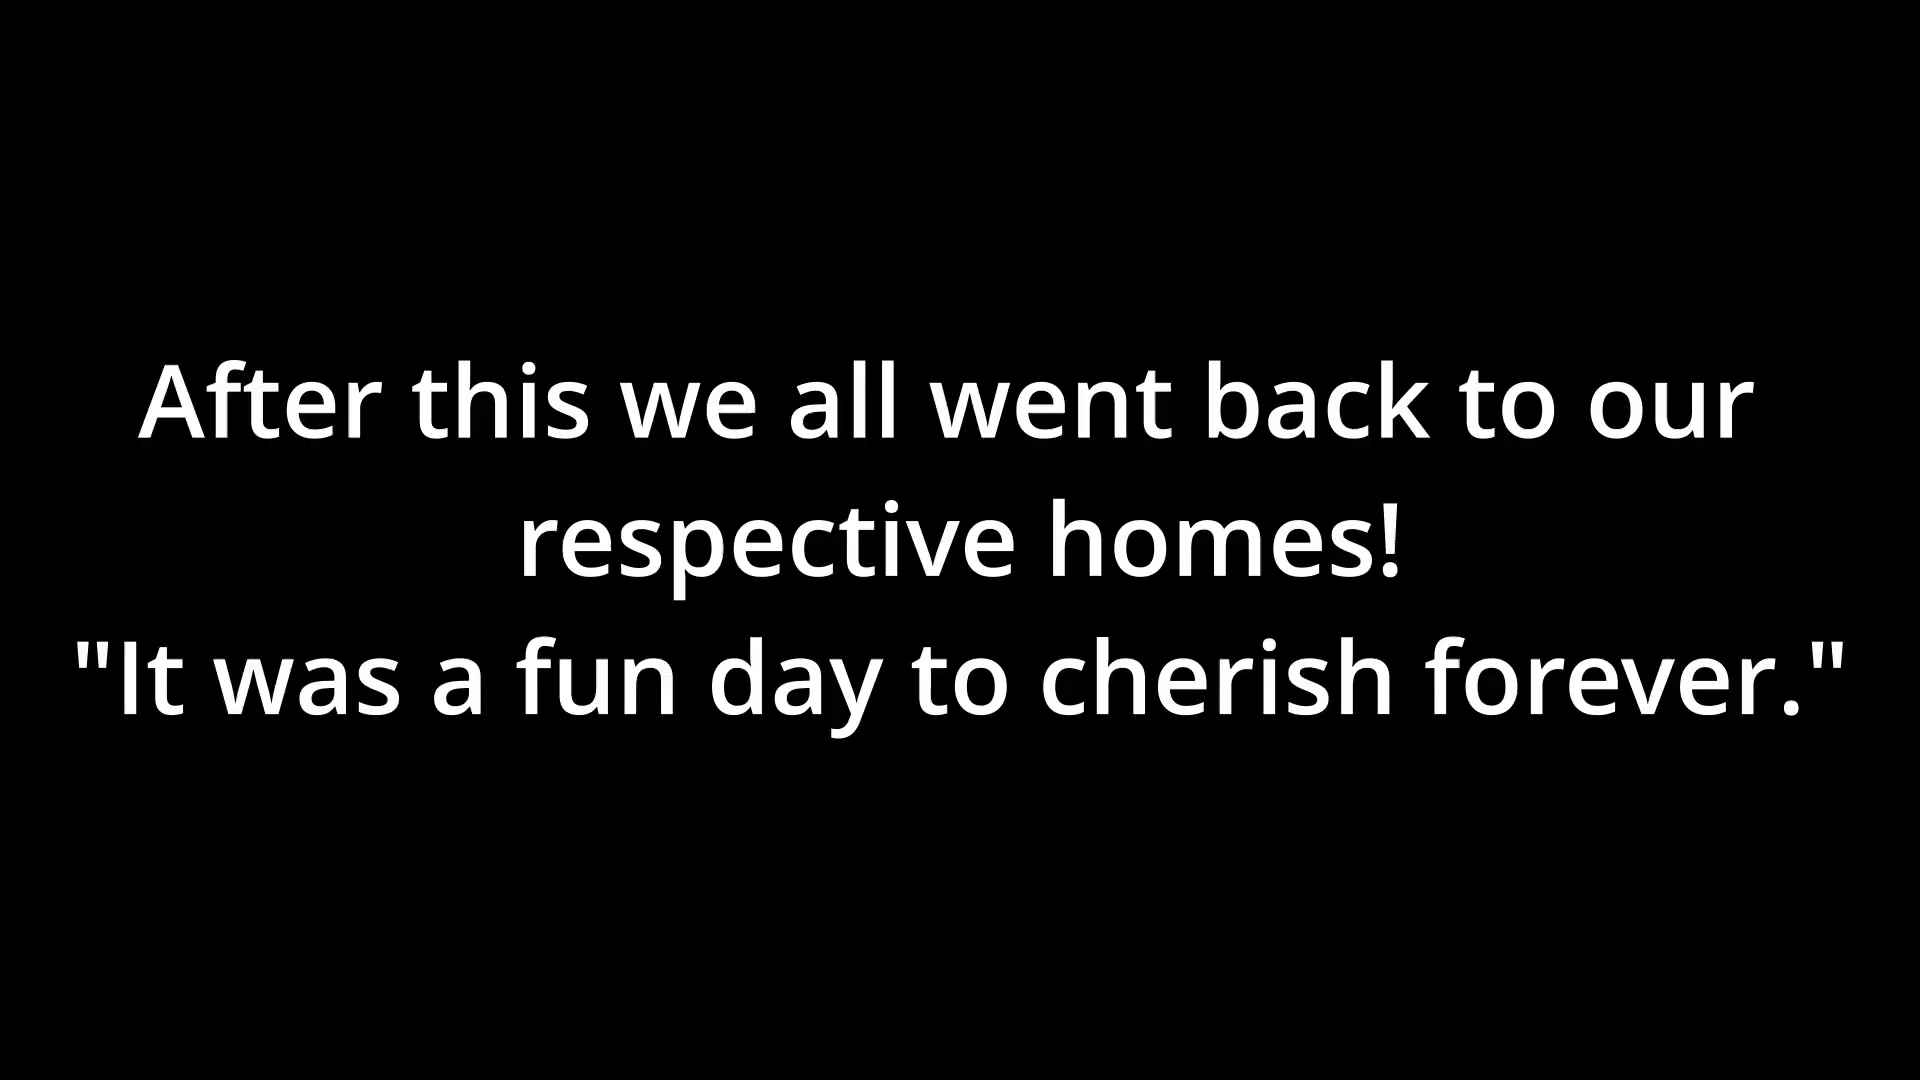 After this we all went back to our
respective homes!
"It was a fun day to cherish forever."